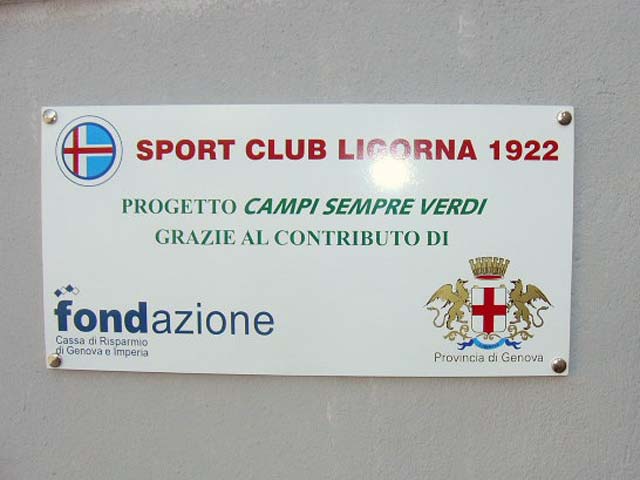 SPORT CLUB LIGORNA 1922
PROGETTO CAMPI SEMPRE VERDI
GRAZIE AL CONTRIBUTO DI
fondazione
Cassa di Risparmio
di Genova e Imperia
Provincia di Genova